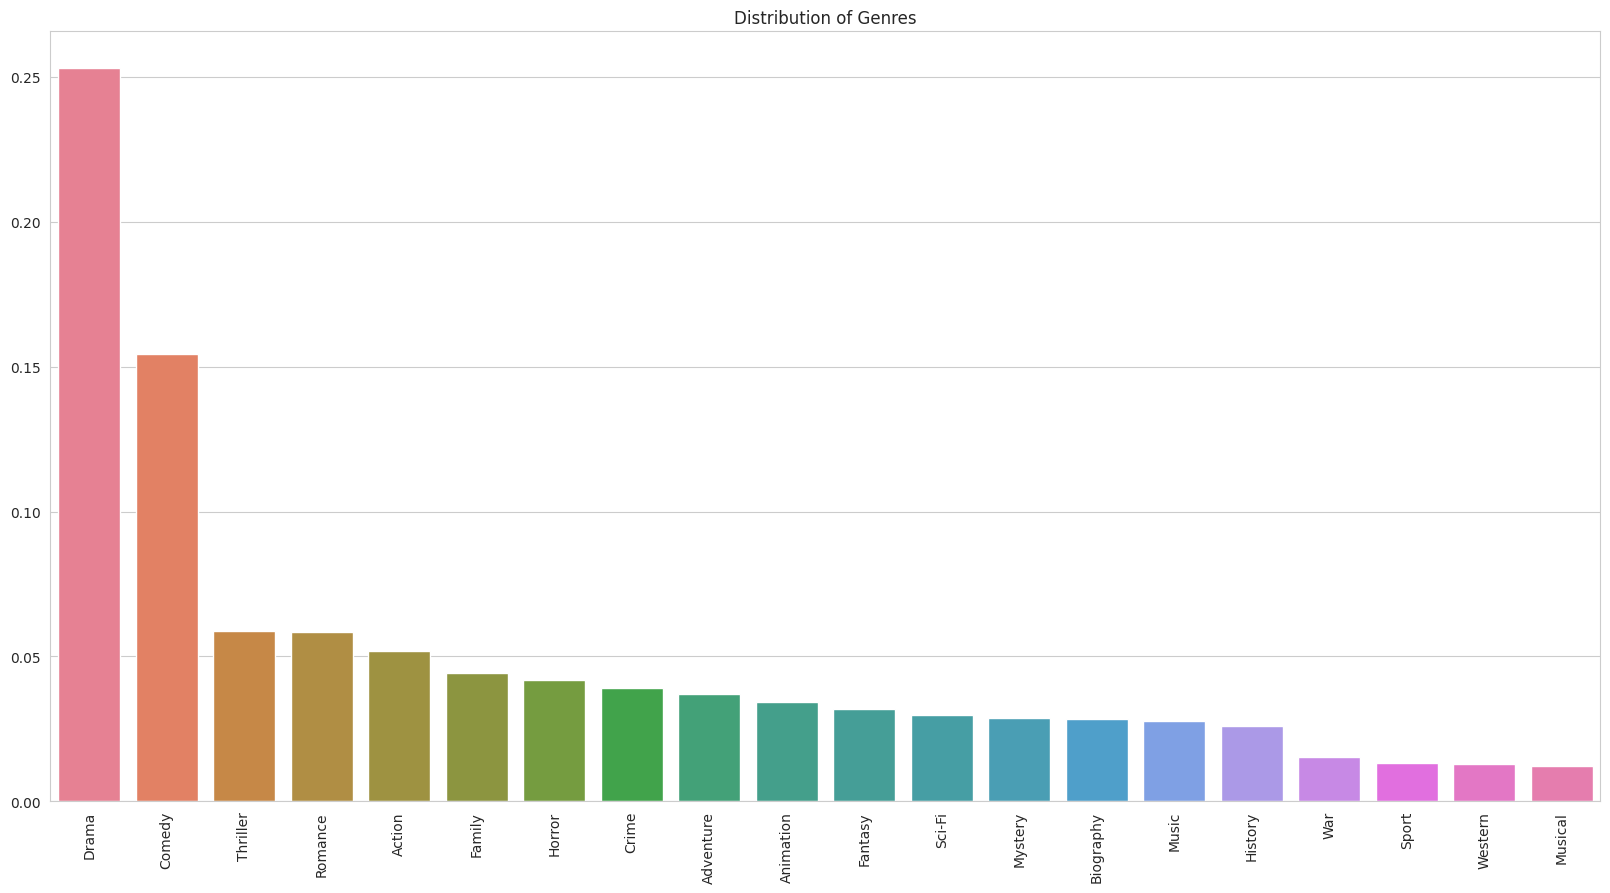 Distribution of Genres
0.25
0.20
0.15
0.10
0.05
0.00
Drama
Comedy
Thriller
Romance
Action
Family
Horror
Crime
Adventure
Animation
Fantasy
Sci-Fi
Mystery
Biography
Music
History
War
Sport
Western
Musical